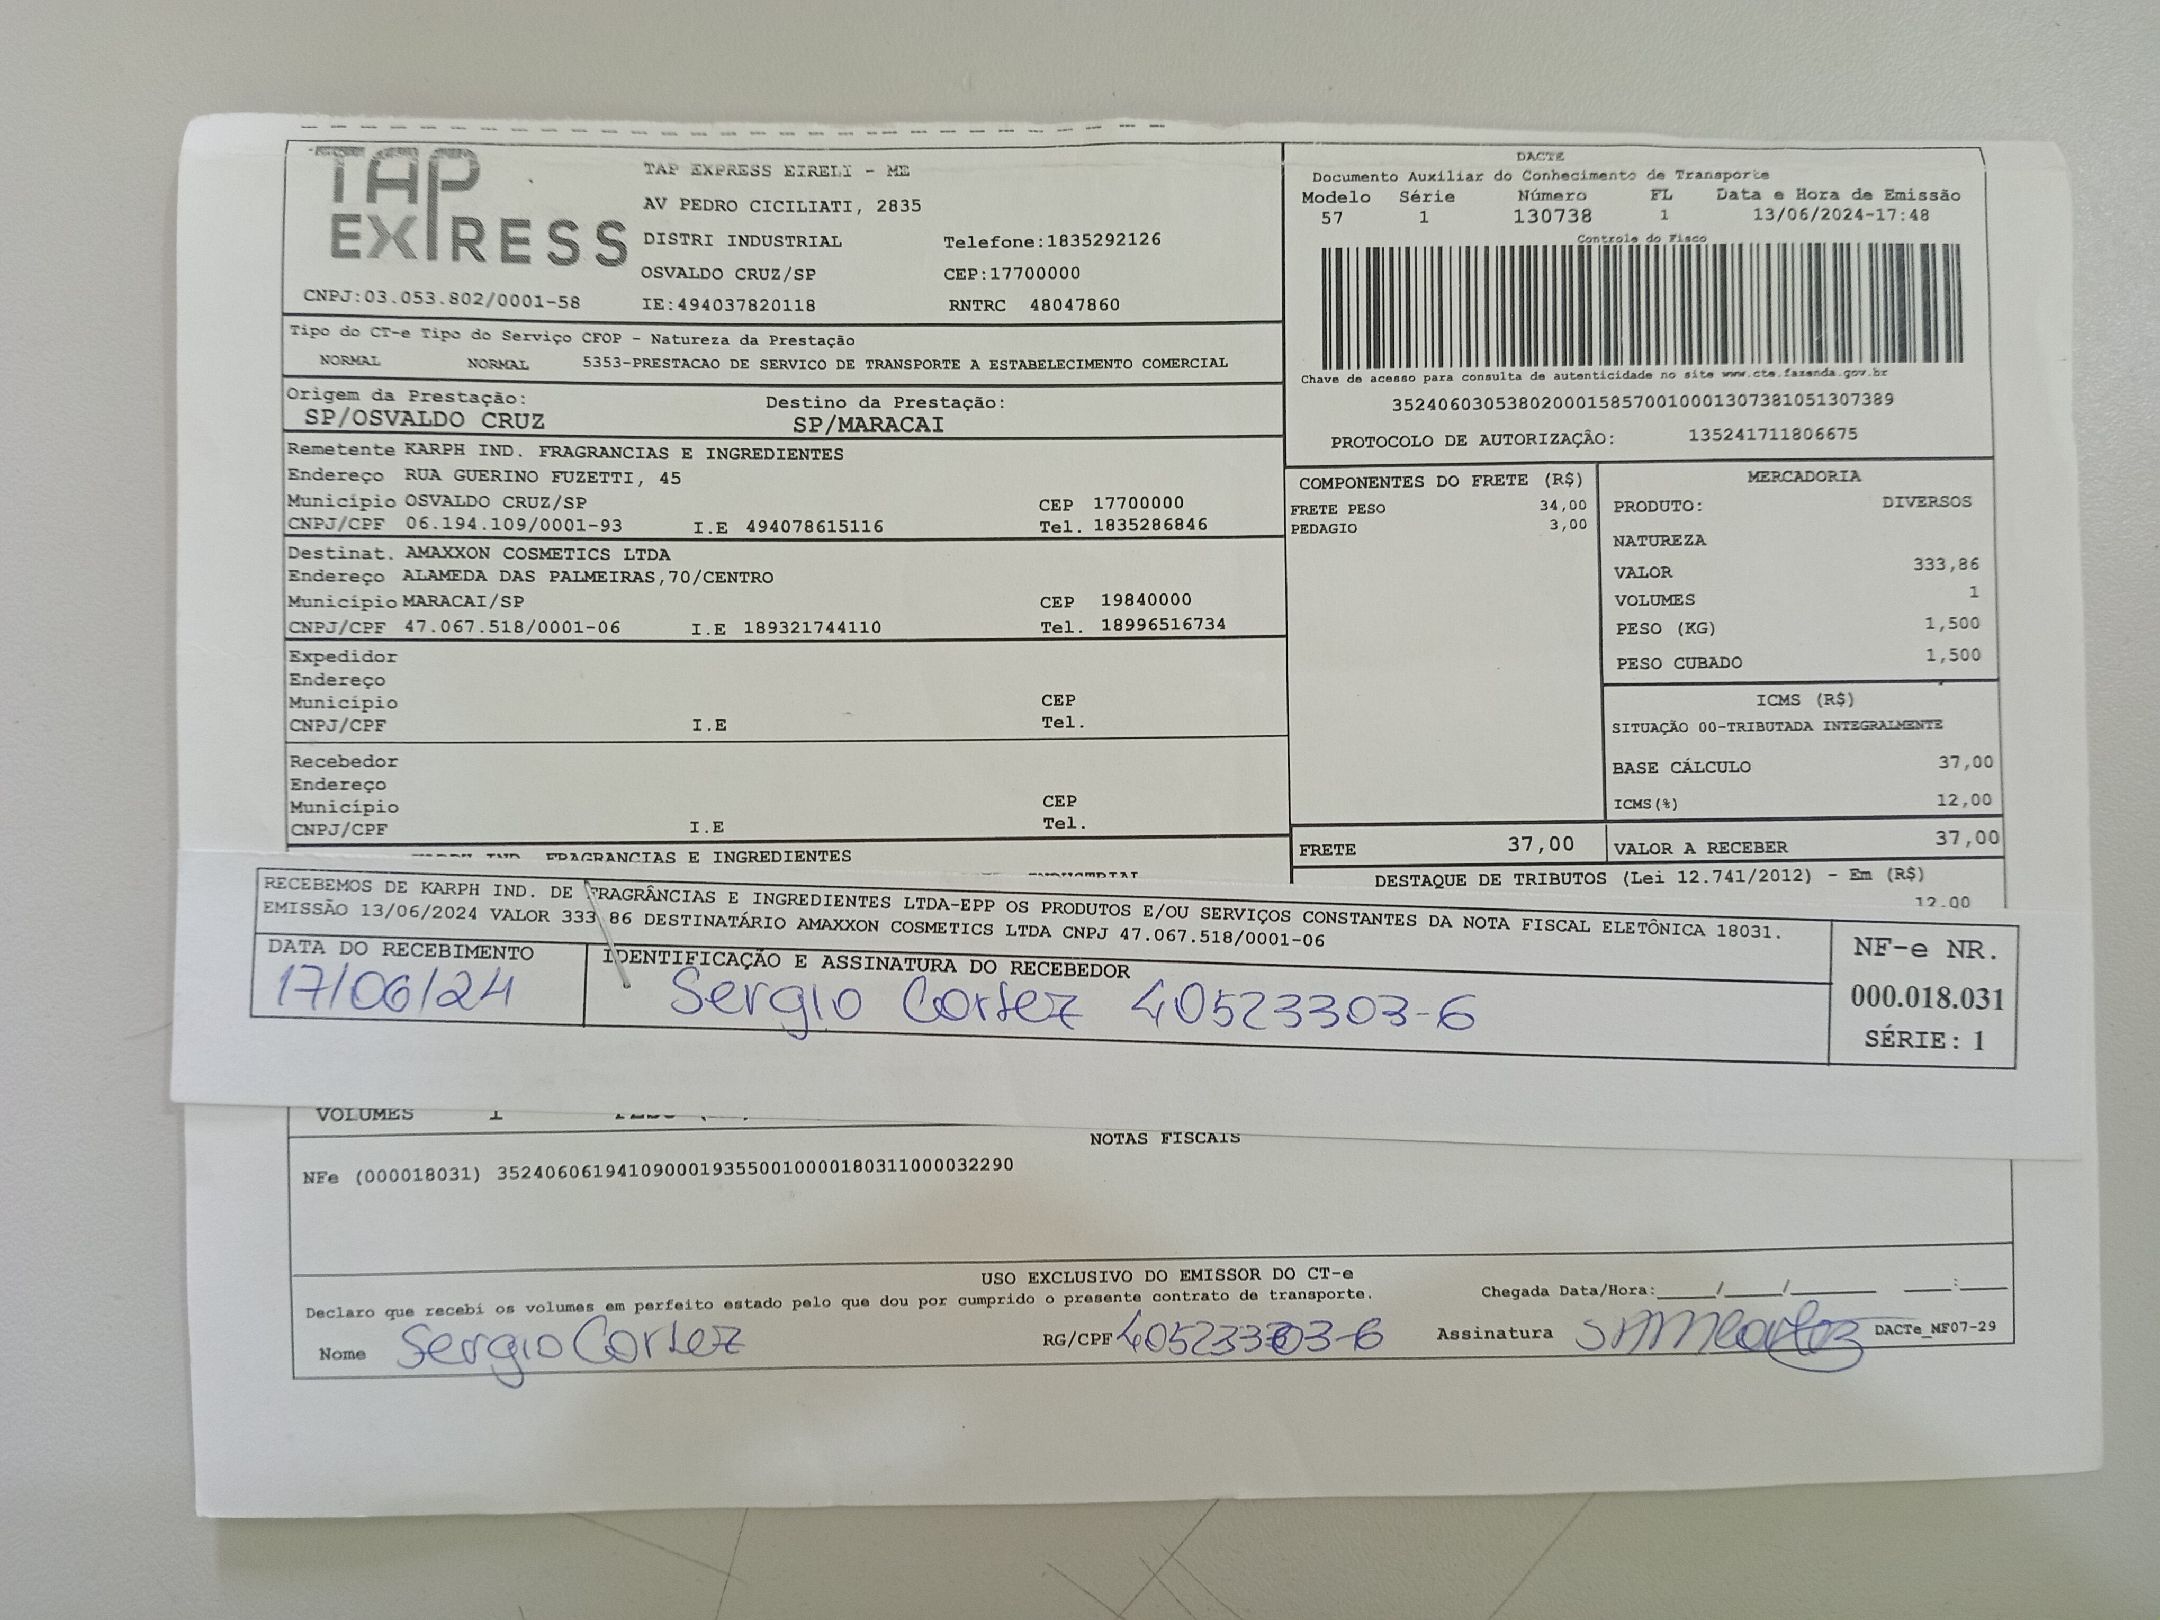 TAP EXPRESS
TAP EXPRESS EIRELI - ME
AV PEDRO CICILIATI, 2835
DISTRI INDUSTRIAL Telefone:1835292126
OSVALDO CRUZ/SP CEP:17700000
CNPJ:03.053.802/0001-58 IE:494037820118 RNTRC 48047860
DACTE
Documento Auxiliar do Conhecimento de Transporte
Modelo Série Número FL Data e Hora de Emissão
57 1 130738 1 13/06/2024-17:48
Controle do Fisco
Chave de acesso para consulta de autenticidade no site www.cte.fazenda.gov.br
35240603053802000158570010001307381051307389
PROTOCOLO DE AUTORIZAÇÃO: 135241711806675
Tipo do CT-e Tipo do Serviço CFOP - Natureza da Prestação
NORMAL NORMAL 5353-PRESTACAO DE SERVICO DE TRANSPORTE A ESTABELECIMENTO COMERCIAL
Origem da Prestação: Destino da Prestação:
SP/OSVALDO CRUZ SP/MARACAI
Remetente KARPH IND. FRAGRANCIAS E INGREDIENTES
Endereço RUA GUERINO FUZETTI, 45
Município OSVALDO CRUZ/SP CEP 17700000
CNPJ/CPF 06.194.109/0001-93 I.E 494078615116 Tel. 1835286846
Destinat. AMAXXON COSMETICS LTDA
Endereço ALAMEDA DAS PALMEIRAS,70/CENTRO
Município MARACAI/SP CEP 19840000
CNPJ/CPF 47.067.518/0001-06 I.E 189321744110 Tel. 18996516734
Expedidor
Endereço
Município CEP
CNPJ/CPF I.E Tel.
Recebedor
Endereço
Município CEP
CNPJ/CPF I.E Tel.
FRAGRANCIAS E INGREDIENTES
COMPONENTES DO FRETE (R$)
FRETE PESO 34,00
PEDAGIO 3,00
MERCADORIA
PRODUTO: DIVERSOS
NATUREZA
VALOR 333,86
VOLUMES 1
PESO (KG) 1,500
PESO CUBADO 1,500
ICMS (R$)
SITUAÇÃO 00-TRIBUTADA INTEGRALMENTE
BASE CÁLCULO 37,00
ICMS(%) 12,00
FRETE 37,00 VALOR A RECEBER 37,00
DESTAQUE DE TRIBUTOS (Lei 12.741/2012) - Em (R$)
12,00
RECEBEMOS DE KARPH IND. DE FRAGRÂNCIAS E INGREDIENTES LTDA-EPP OS PRODUTOS E/OU SERVIÇOS CONSTANTES DA NOTA FISCAL ELETÔNICA 18031.
EMISSÃO 13/06/2024 VALOR 333 86 DESTINATÁRIO AMAXXON COSMETICS LTDA CNPJ 47.067.518/0001-06
DATA DO RECEBIMENTO IDENTIFICAÇÃO E ASSINATURA DO RECEBEDOR
17/06/24 Sergio Cortez 40523303-6
NF-e NR.
000.018.031
SÉRIE: 1
VOLUMES 1
NOTAS FISCAIS
NFe (000018031) 35240606194109000193550010000180311000032290
USO EXCLUSIVO DO EMISSOR DO CT-e
Declaro que recebi os volumes em perfeito estado pelo que dou por cumprido o presente contrato de transporte. Chegada Data/Hora:____/____/____ ____:____
Nome Sergio Cortez RG/CPF 40523303-6 Assinatura DACTe_MF07-29